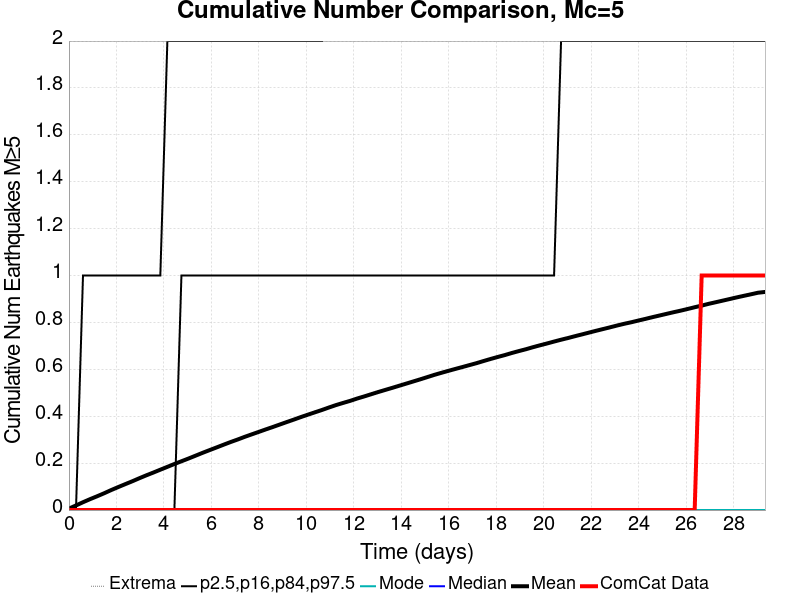 Cumulative Number Comparison, Mc=5
Cumulative Num Earthquakes M≥5
2
1.8
1.6
1.4
1.2
1
0.8
0.6
0.4
0.2
0
0 2 4 6 8 10 12 14 16 18 20 22 24 26 28
Time (days)
Extrema p2.5,p16,p84,p97.5 Mode Median Mean ComCat Data